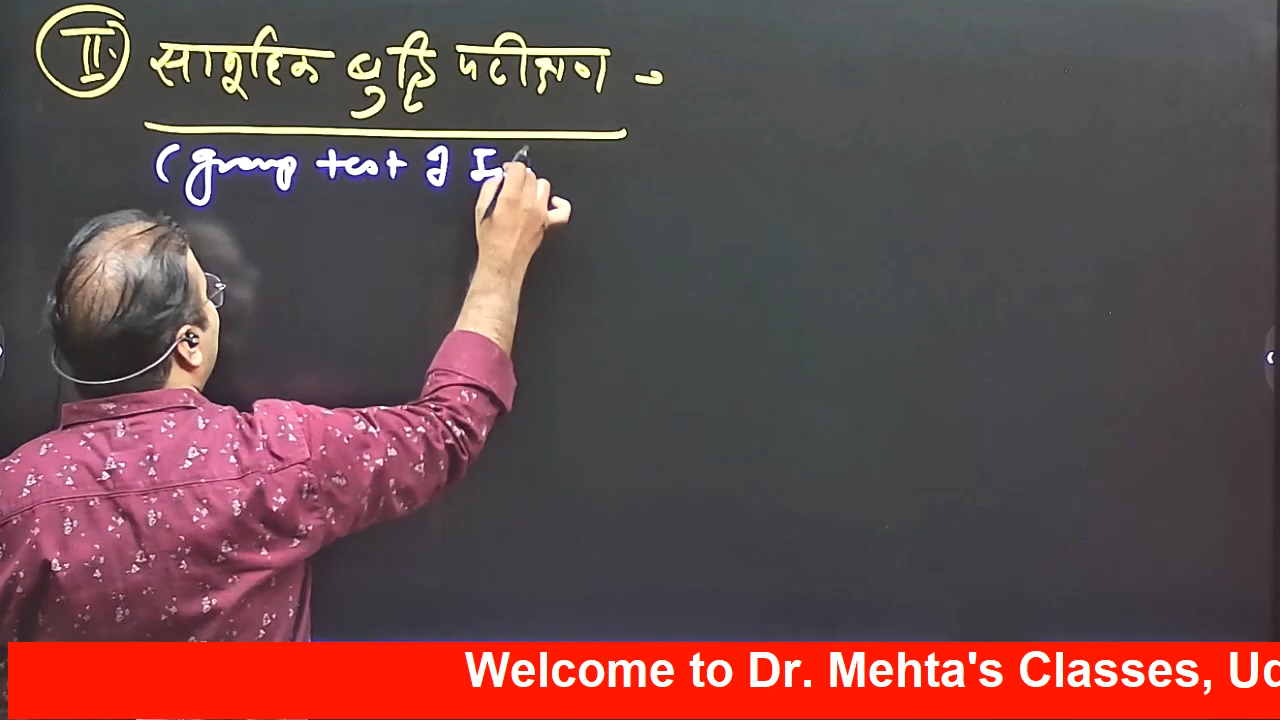 II. सामूहिक बुद्धि परीक्षण -
(group test of I
Welcome to Dr. Mehta's Classes, Ud